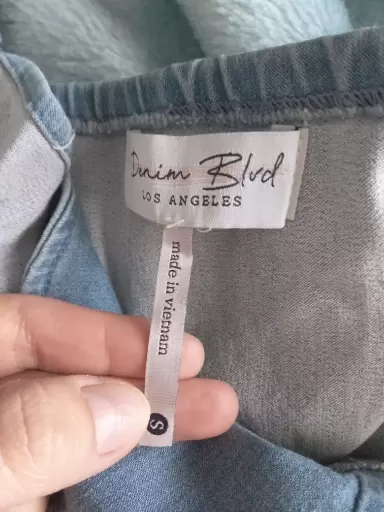 Denim Blvd
LOS ANGELES
made in vietnam
S